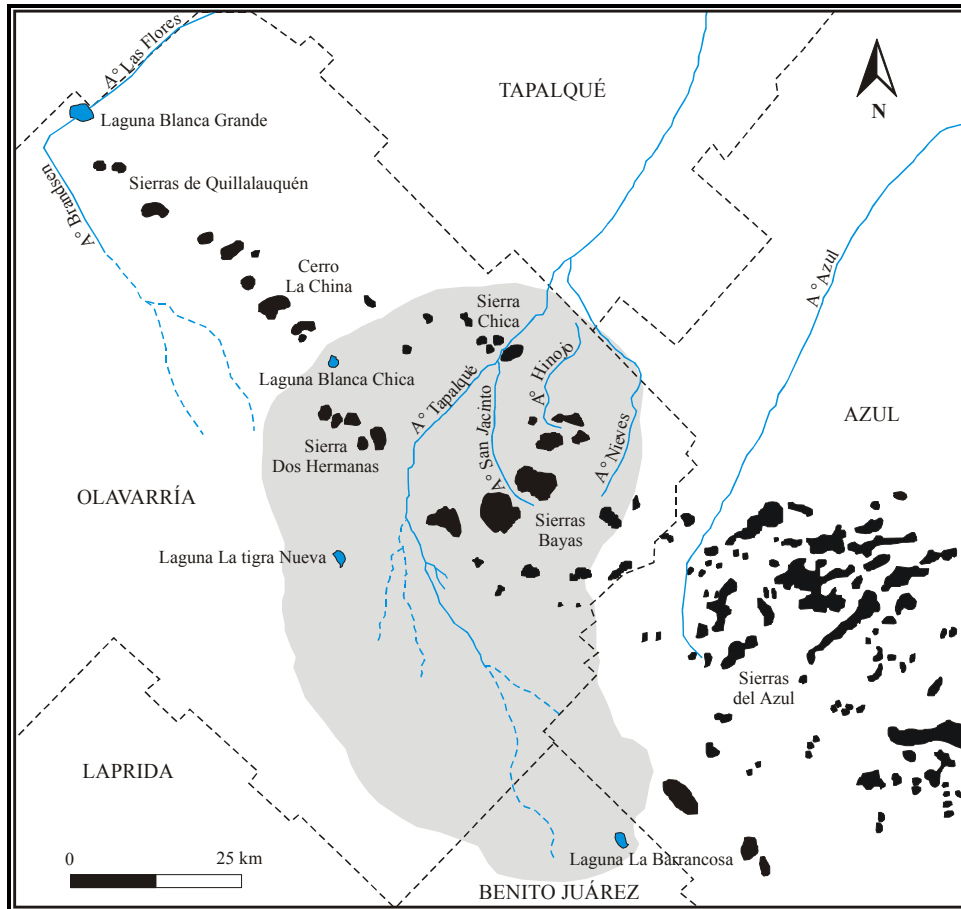 A° Las Flores
TAPALQUÉ
N
Laguna Blanca Grande
Sierras de Quillalauquén
A° Brandsen
A° Azul
Cerro
La China
Sierra
Chica
A° Hinojo
Laguna Blanca Chica
A° Tapalqué
A° San Jacinto
AZUL
Sierra
Dos Hermanas
A° Nieves
OLAVARRÍA
Sierras
Bayas
Laguna La tigra Nueva
Sierras
del Azul
LAPRIDA
0 25 km
Laguna La Barrancosa
BENITO JUÁREZ